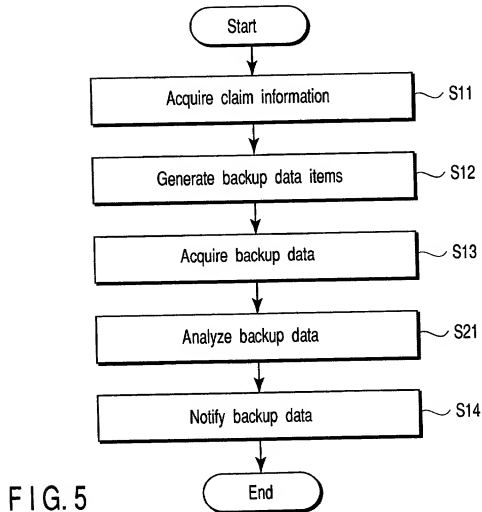 Start
Acquire claim information
S11
Generate backup data items
S12
Acquire backup data
S13
Analyze backup data
S21
Notify backup data
S14
End
FIG. 5